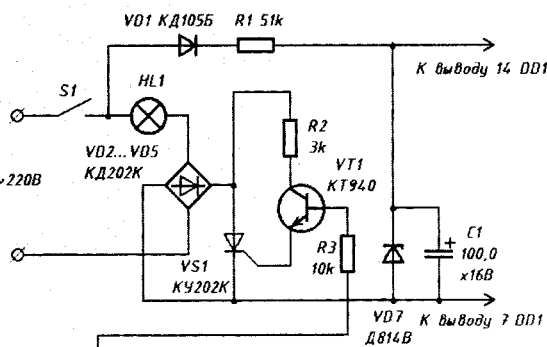 VD1 КД105Б
R1 51k
К выводу 14 DD1
S1
HL1
VD2...VD5
КД202К
~220В
R2
3k
VT1
КТ940
VS1
КУ202К
R3
10k
C1
100,0
x16В
+
VD7
Д814В
К выводу 7 DD1